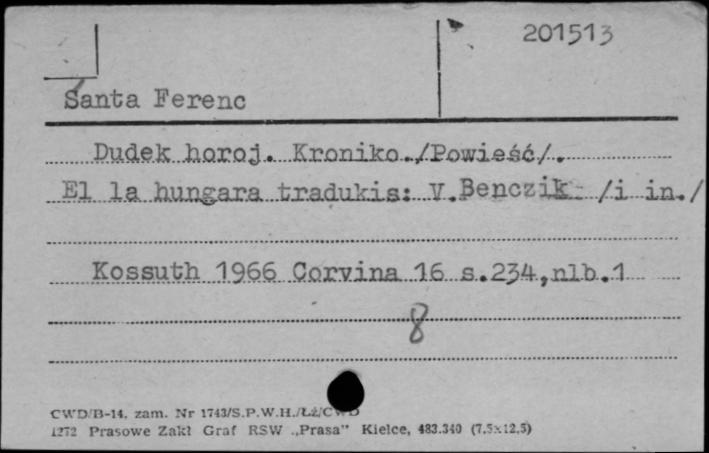 201513
Śanta Ferenc
Dudek horoj. Kroniko./Powieść/.
El la hungara tradukis: V.Benczik /i in./
Kossuth 1966 Corvina 16 s.234,nlb.1
8
CWD/B-14. zam. Nr 1743/S.P.W.H./Łż/CWD
1272 Prasowe Zakł Graf RSW „Prasa" Kielce, 483.340 (7,5x12,5)